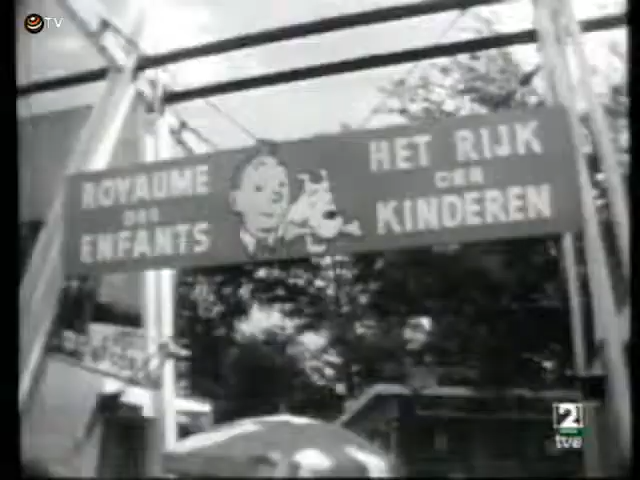 TV
ROYAUME
DES
ENFANTS
HET RIJK
DER
KINDEREN
2
tve